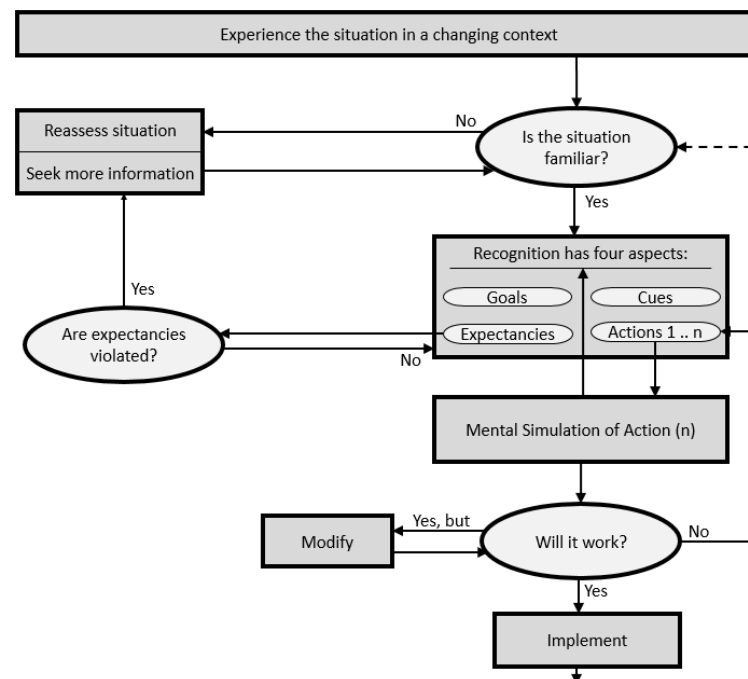 Experience the situation in a changing context
No
Reassess situation
Seek more information
Is the situation
familiar?
Yes
Recognition has four aspects:
Goals
Cues
Expectancies
Actions 1 .. n
Yes
Are expectancies
violated?
No
Mental Simulation of Action (n)
Yes, but
Modify
Will it work?
No
Yes
Implement